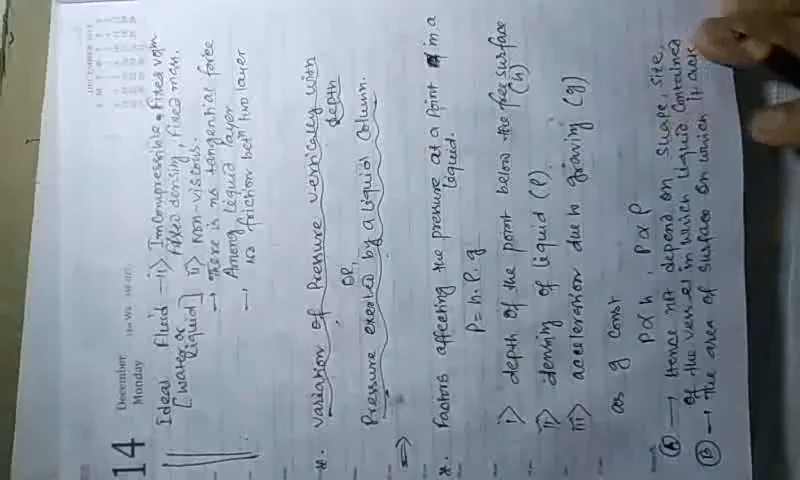 DECEMBER
14
December
Monday
Ideal Fluid → i) Incompressible • Fixed vom
[water or Liquid]
Fixed density, Fixed mass.
ii) Non-viscous.
→ There is no tangential force
Among liquid layer
→ no friction betn two layer
*. Variation of Pressure vertically with
depth
OR,
Pressure exerted by a liquid Column.
⇒
*. Factors affecting the pressure at a Point in a
liquid.
P = h.ρ.g
i) depth of the point below the free surface
(h)
ii) density of liquid (ρ)
iii) acceleration due to graving (g)
as g const
P∝h, P∝ρ
(A) → Hence not depend on shape, size,
of the vessel in which liquid Contained
(B) → The area of surface on which it act